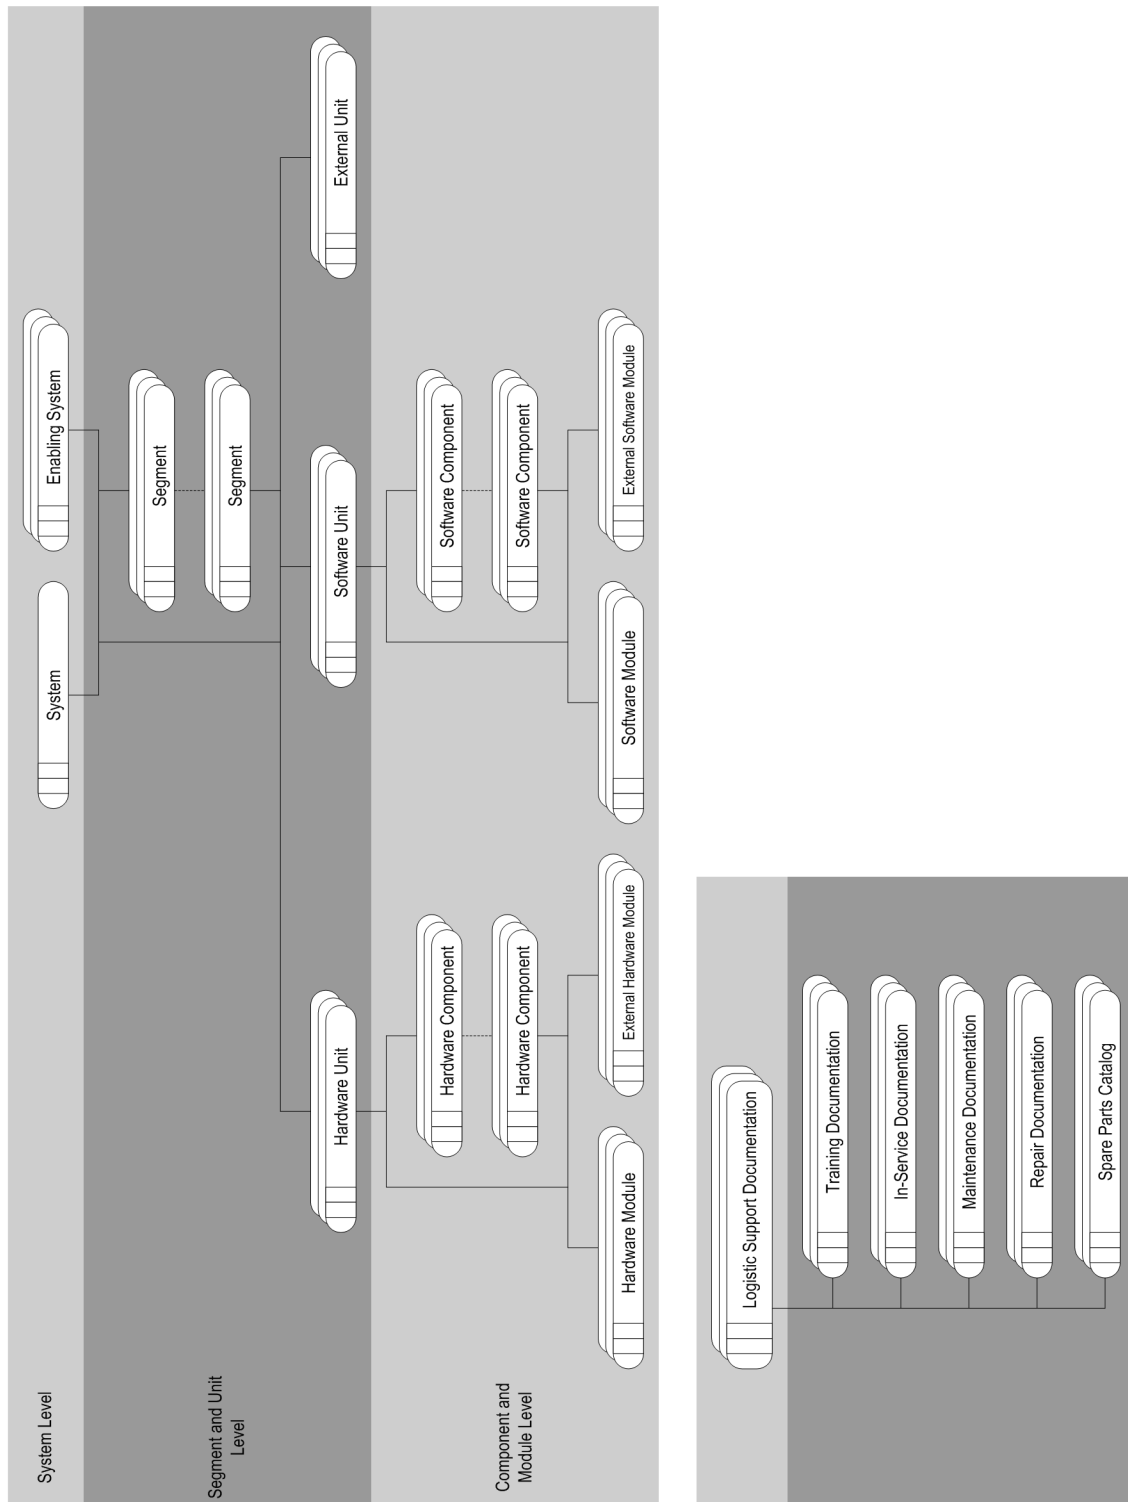 System Level
System
Enabling System
Segment and Unit
Level
Segment
Segment
Hardware Unit
Software Unit
External Unit
Component and
Module Level
Hardware Component
Software Component
Hardware Component
Software Component
Hardware Module
External Hardware Module
Software Module
External Software Module
Logistic Support Documentation
Training Documentation
In-Service Documentation
Maintenance Documentation
Repair Documentation
Spare Parts Catalog